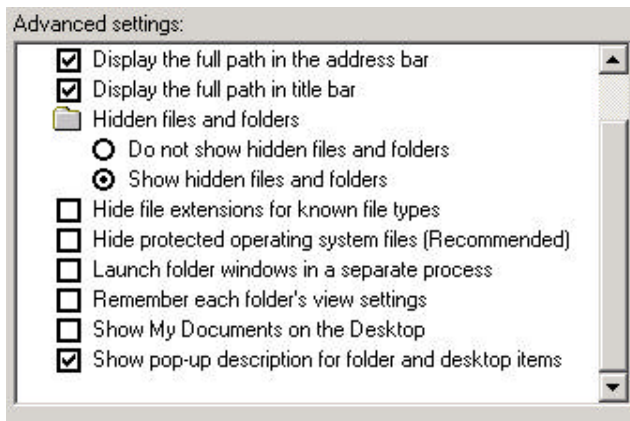 Advanced settings:
Display the full path in the address bar
Display the full path in title bar
Hidden files and folders
Do not show hidden files and folders
Show hidden files and folders
Hide file extensions for known file types
Hide protected operating system files (Recommended)
Launch folder windows in a separate process
Remember each folder's view settings
Show My Documents on the Desktop
Show pop-up description for folder and desktop items